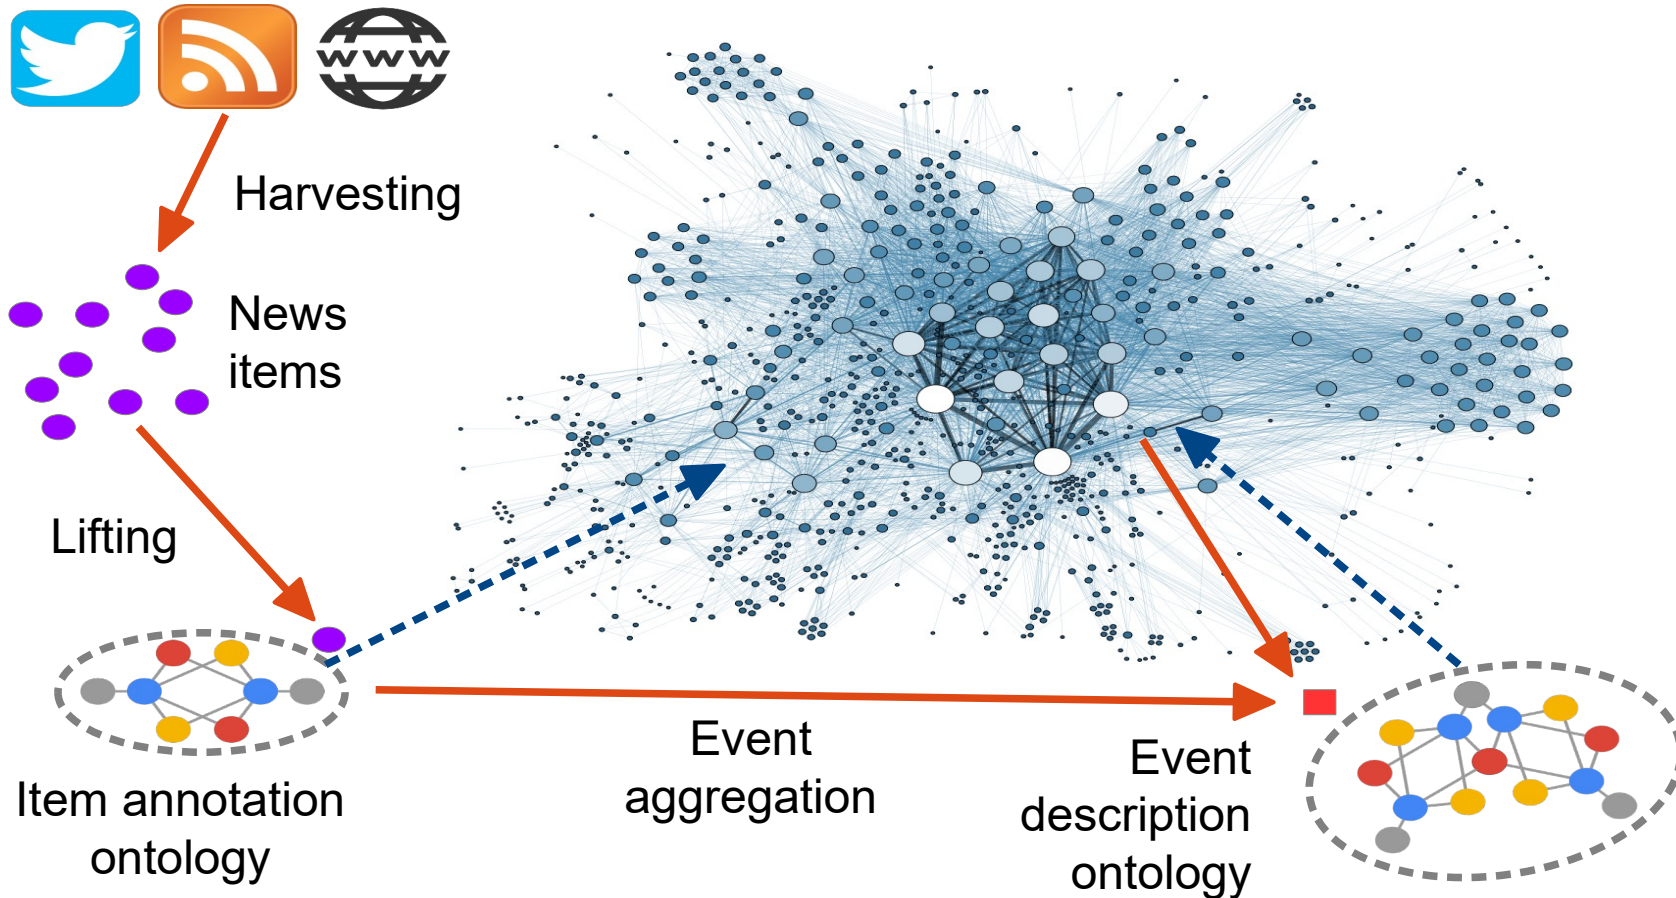 WWW
Harvesting
News
items
Lifting
Event
aggregation
Item annotation
ontology
Event
description
ontology